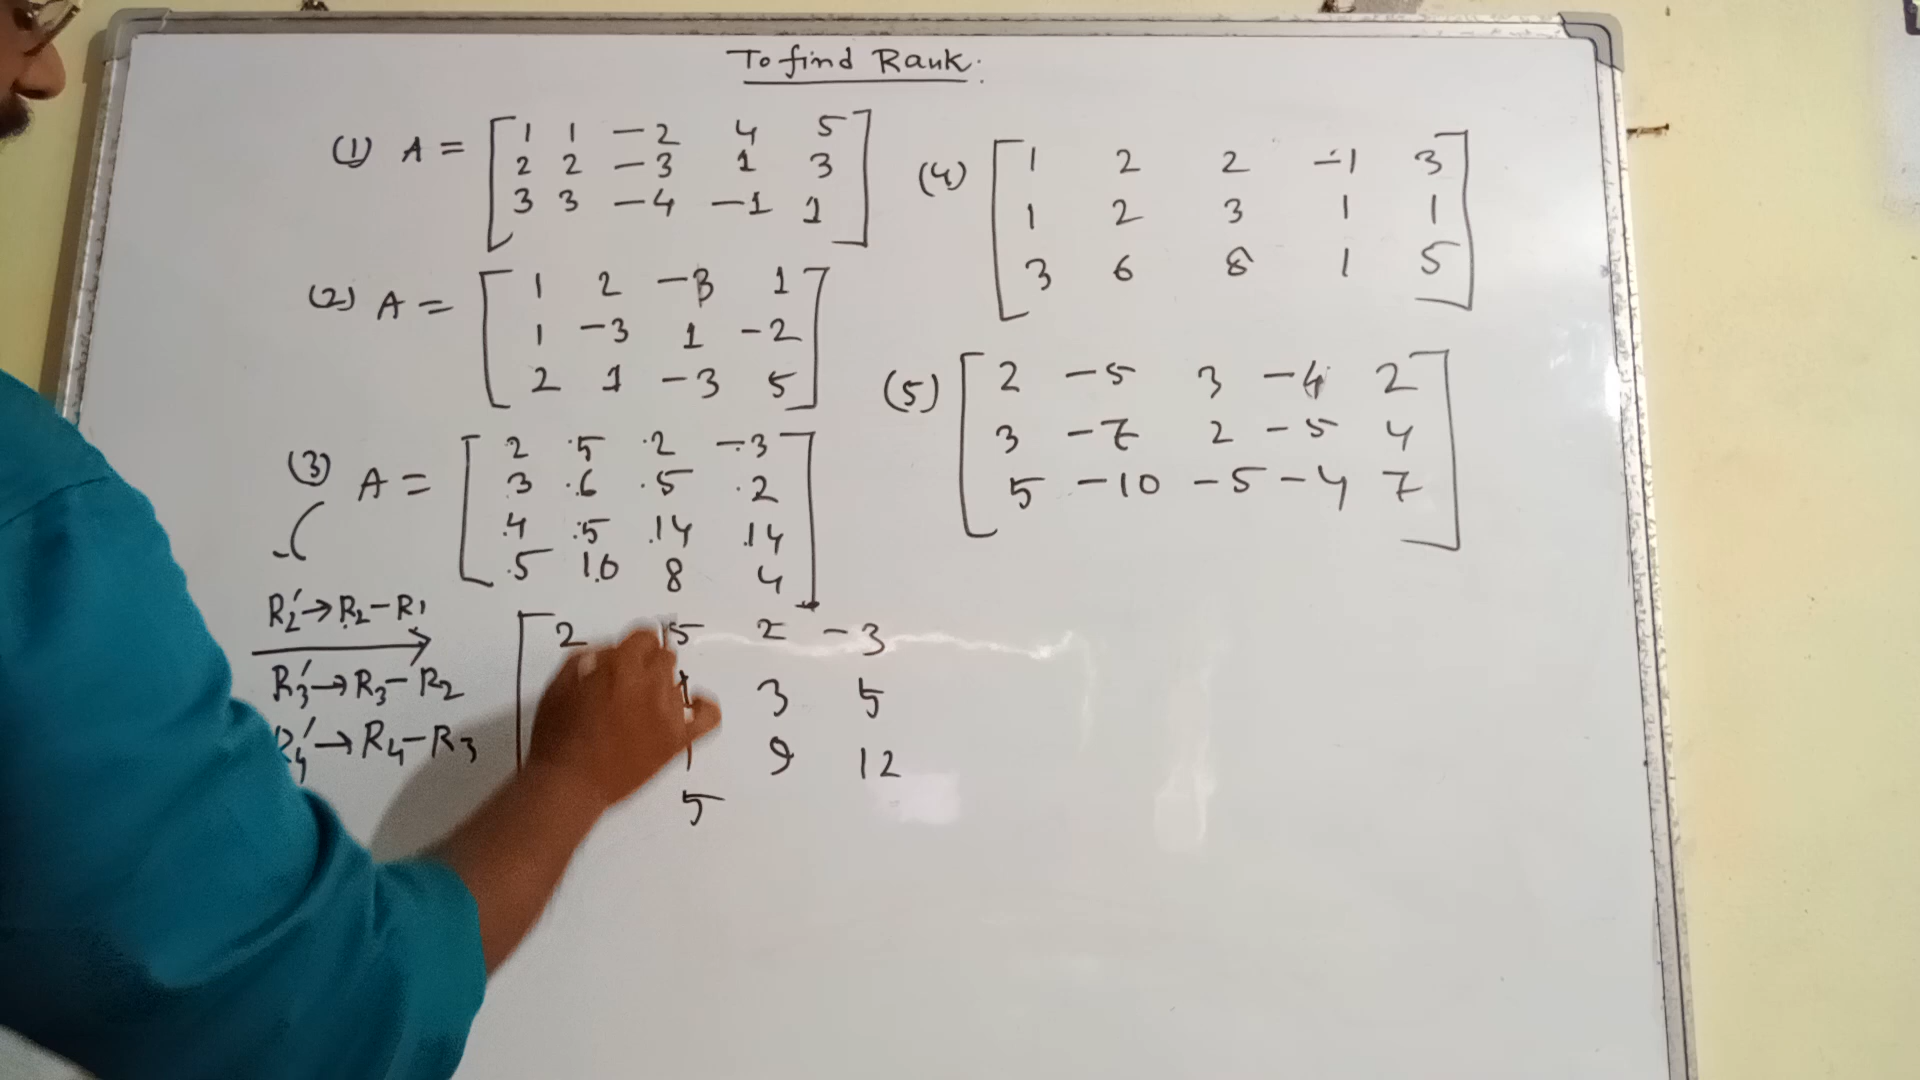 To find Rank.
(1) A = [ 1 1 -2 4 5
2 2 -3 1 3
3 3 -4 -1 1 ]
(2) A = [ 1 2 -3 1
1 -3 1 -2
2 1 -3 5 ]
(3) A = [ 2 5 2 -3
3 6 5 2
4 5 14 14
5 10 8 4 ]
R2' → R2 - R1
R3' → R3 - R2
R4' → R4 - R3
[ 2 5 2 -3
1 3 5
1 9 12
5
(4) [ 1 2 2 -1 3
1 2 3 1 1
3 6 8 1 5 ]
(5) [ 2 -5 3 -4 2
3 -7 2 -5 4
5 -10 -5 -4 7 ]